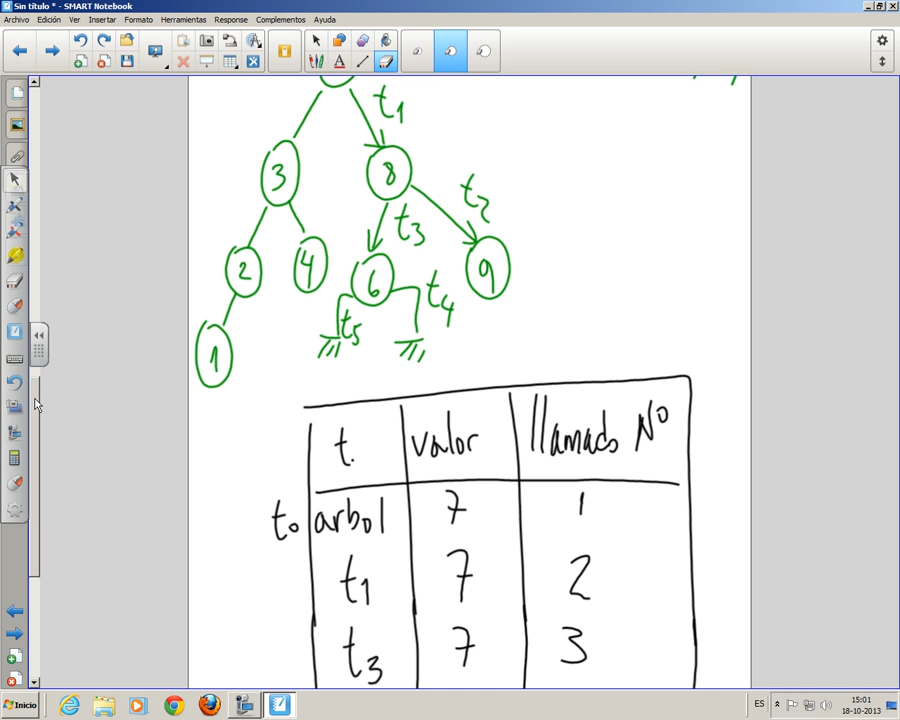 Sin título * - SMART Notebook
Archivo Edición Ver Insertar Formato Herramientas Response Complementos Ayuda
t1
3 8
t2
t3
2 4 6 9
t4
t5
1
t. valor llamado Nº
to arbol 7 1
t1 7 2
t3 7 3
Inicio
ES
15:01
18-10-2013